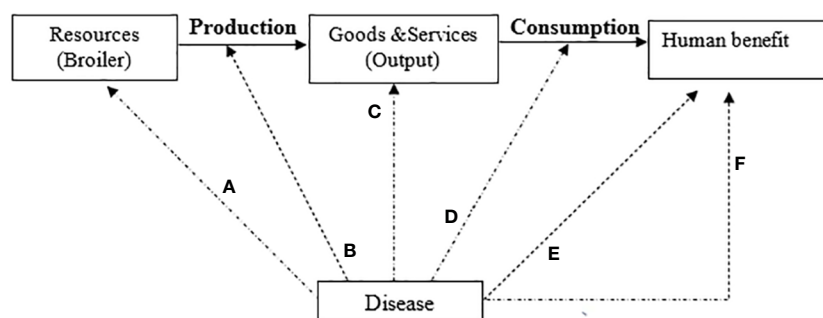 Resources
(Broiler)
Production
Goods &Services
(Output)
Consumption
Human benefit
A
B
C
D
E
F
Disease